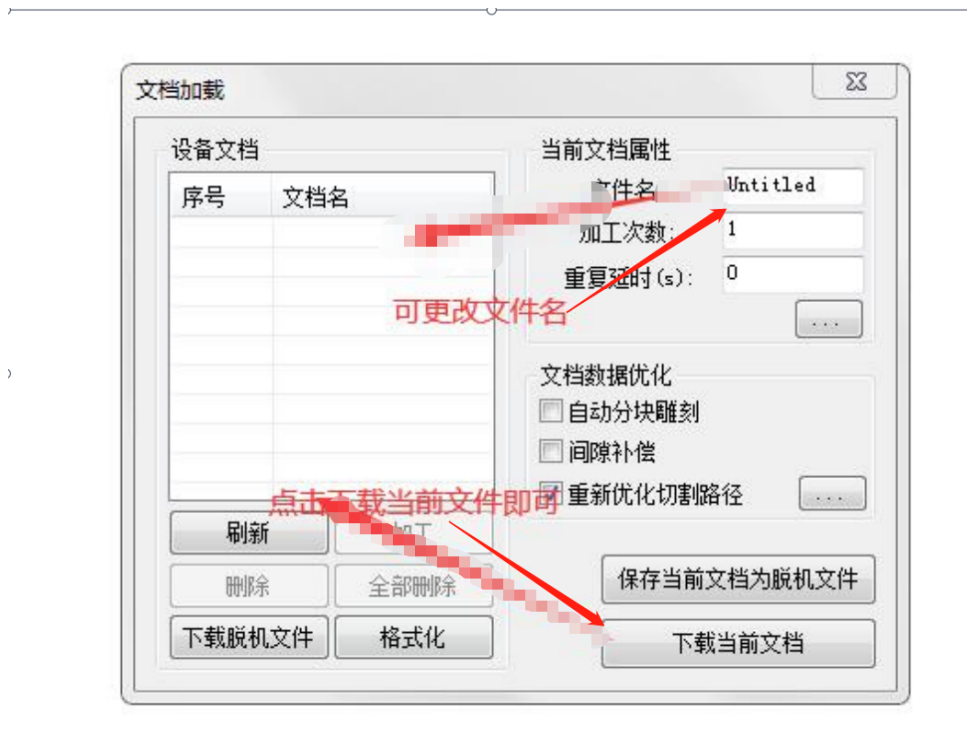 文档加载
设备文档
序号 文档名
当前文档属性
文件名 Untitled
加工次数: 1
重复延时(s): 0
可更改文件名
...
文档数据优化
自动分块雕刻
间隙补偿
重新优化切割路径 ...
点击下载当前文件即可
刷新 加工
删除 全部删除
下载脱机文件 格式化
保存当前文档为脱机文件
下载当前文档